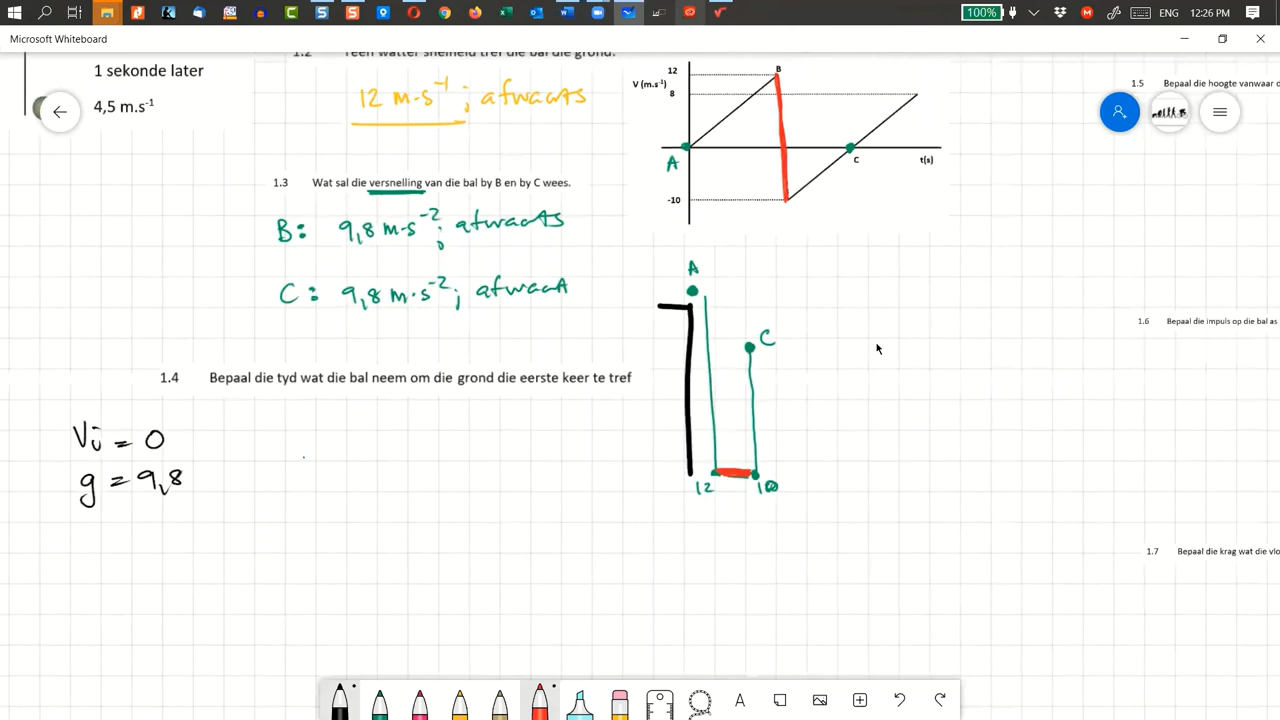 100%
ENG
12:26 PM
Microsoft Whiteboard
1 sekonde later
4,5 m.s⁻¹
1.2 Teen watter snelheid tref die bal die grond.
12 m·s⁻¹ ; afwaarts
1.3 Wat sal die versnelling van die bal by B en by C wees.
B: 9,8 m·s⁻² ; afwaarts
C: 9,8 m·s⁻² ; afwaarts
1.4 Bepaal die tyd wat die bal neem om die grond die eerste keer te tref
Vi = 0
g = 9,8
V (m.s⁻¹)
12
8
-10
A
B
C
t(s)
A
C
12
10
1.5 Bepaal die hoogte vanwaar d
1.6 Bepaal die impuls op die bal as
1.7 Bepaal die krag wat die vlo